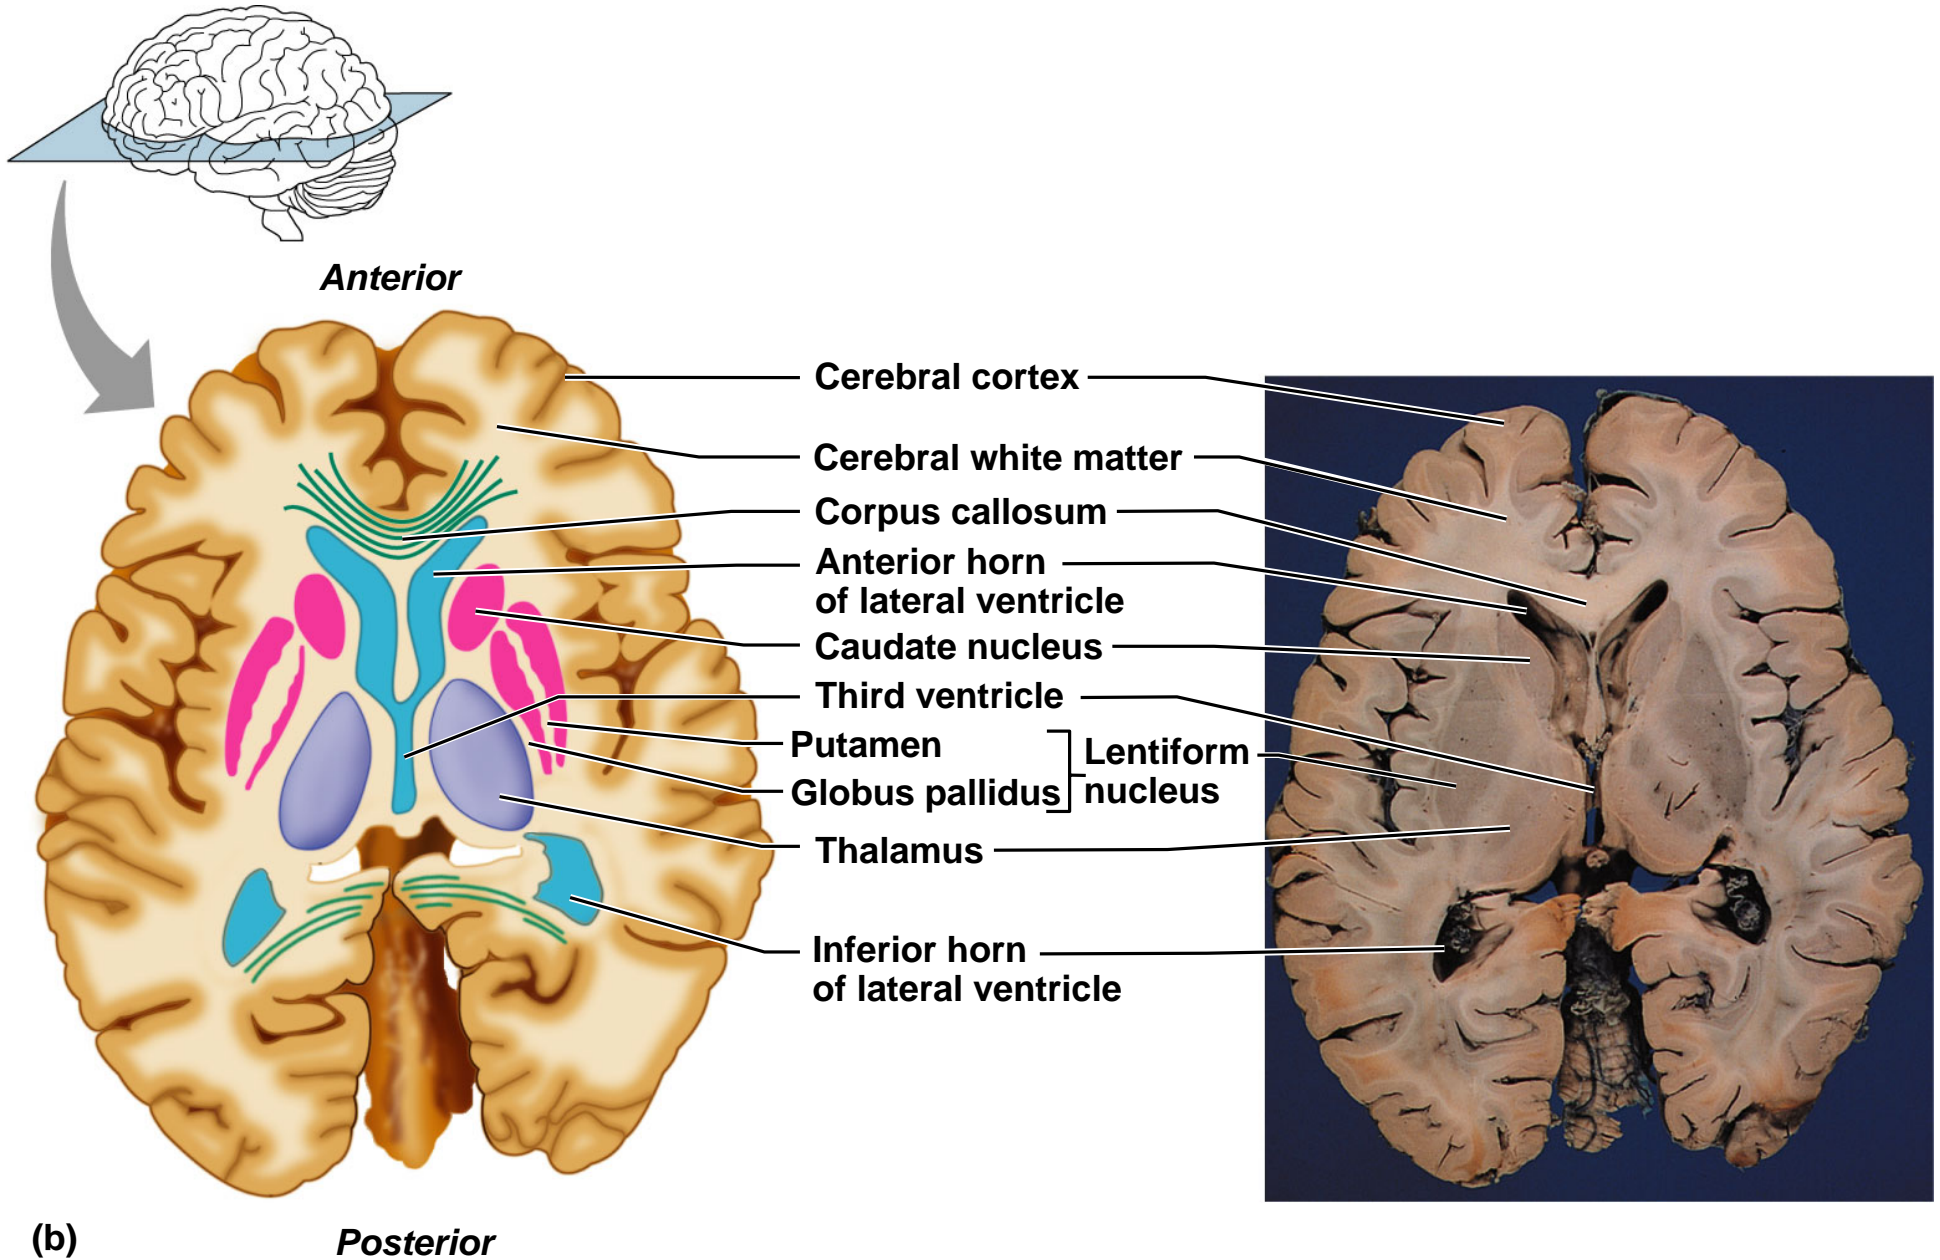 Anterior
Cerebral cortex
Cerebral white matter
Corpus callosum
Anterior horn
of lateral ventricle
Caudate nucleus
Third ventricle
Putamen
Globus pallidus
Lentiform
nucleus
Thalamus
Inferior horn
of lateral ventricle
(b)
Posterior